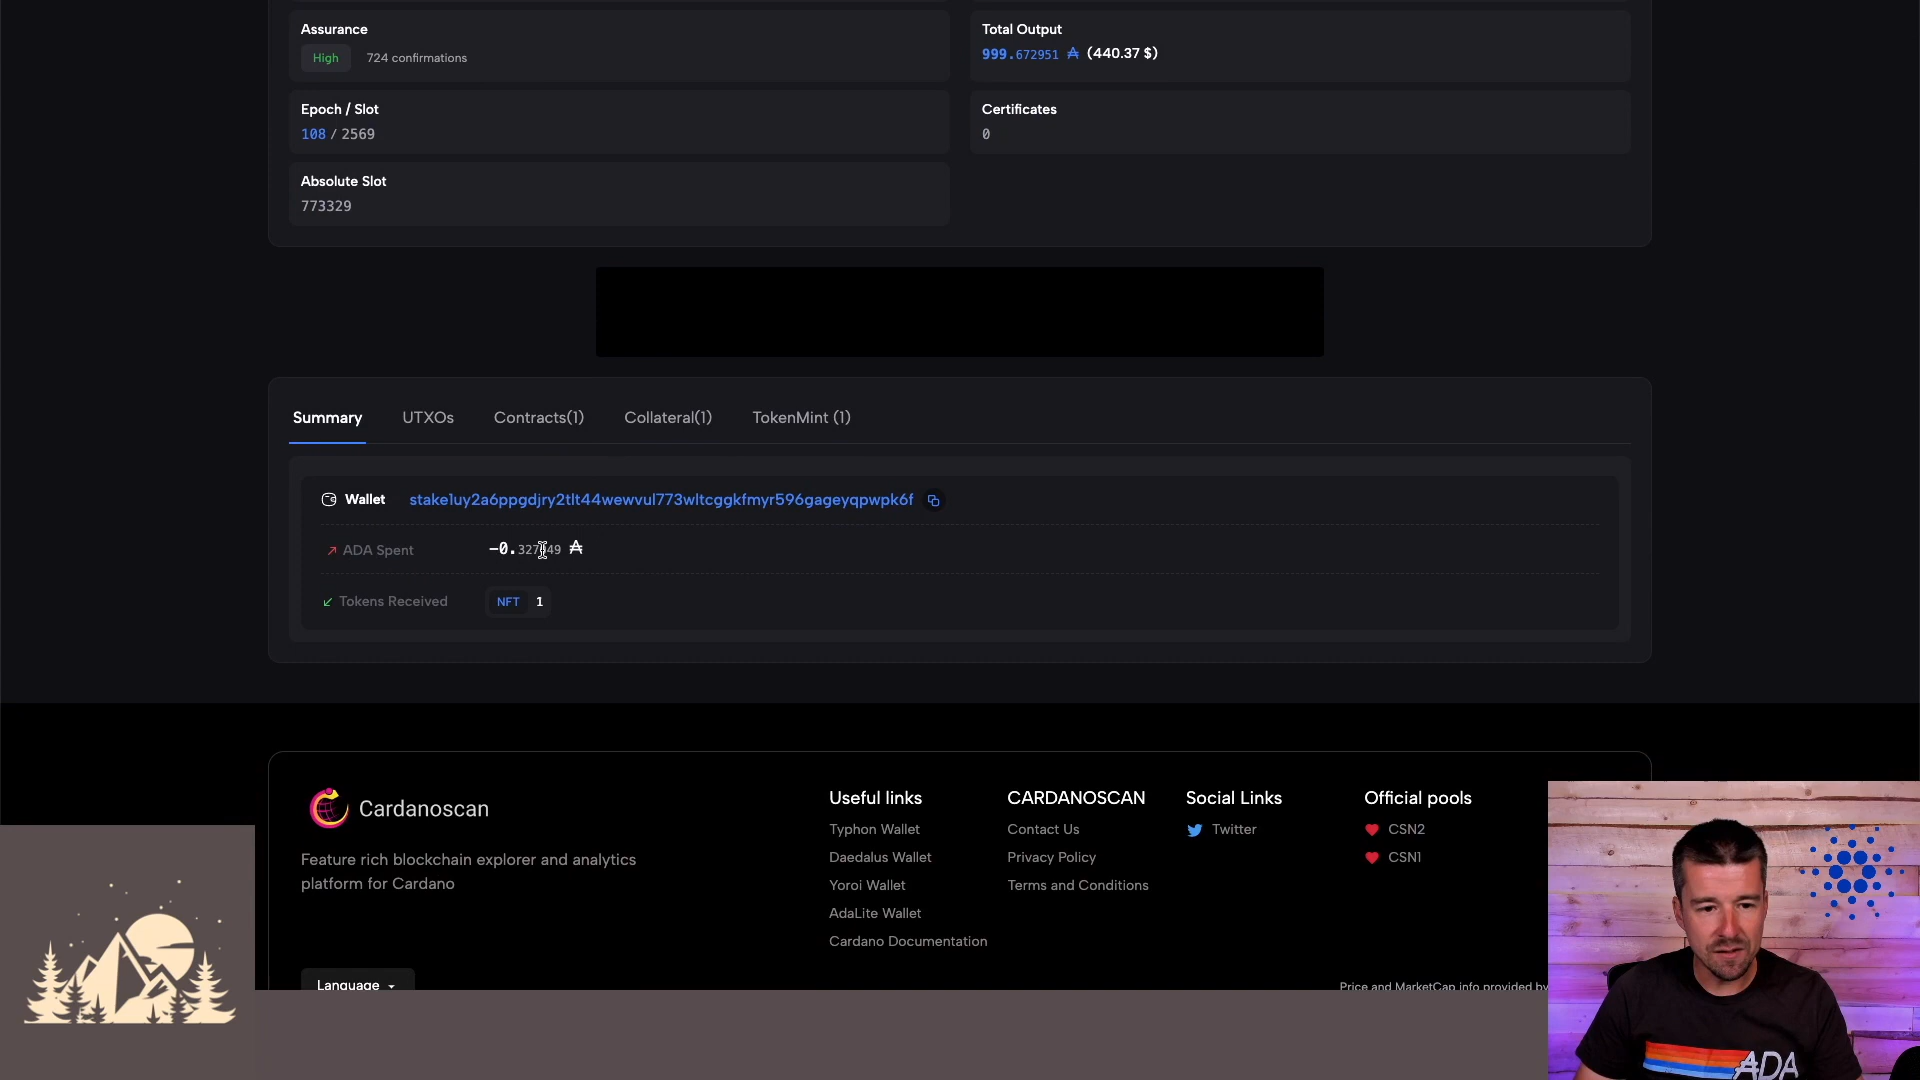 Assurance
High 724 confirmations
Total Output
999.672951 ₳ (440.37 $)
Epoch / Slot
108 / 2569
Certificates
0
Absolute Slot
773329
Summary UTXOs Contracts(1) Collateral(1) TokenMint (1)
Wallet stake1uy2a6ppgdjry2tlt44wewvul773wltcggkfmyr596gageyqpwpk6f
ADA Spent -0.327049 ₳
Tokens Received NFT 1
Cardanoscan
Feature rich blockchain explorer and analytics
platform for Cardano
Language
Useful links
Typhon Wallet
Daedalus Wallet
Yoroi Wallet
AdaLite Wallet
Cardano Documentation
CARDANOSCAN
Contact Us
Privacy Policy
Terms and Conditions
Social Links
Twitter
Official pools
CSN2
CSN1
Price and MarketCap info provided by
ADA